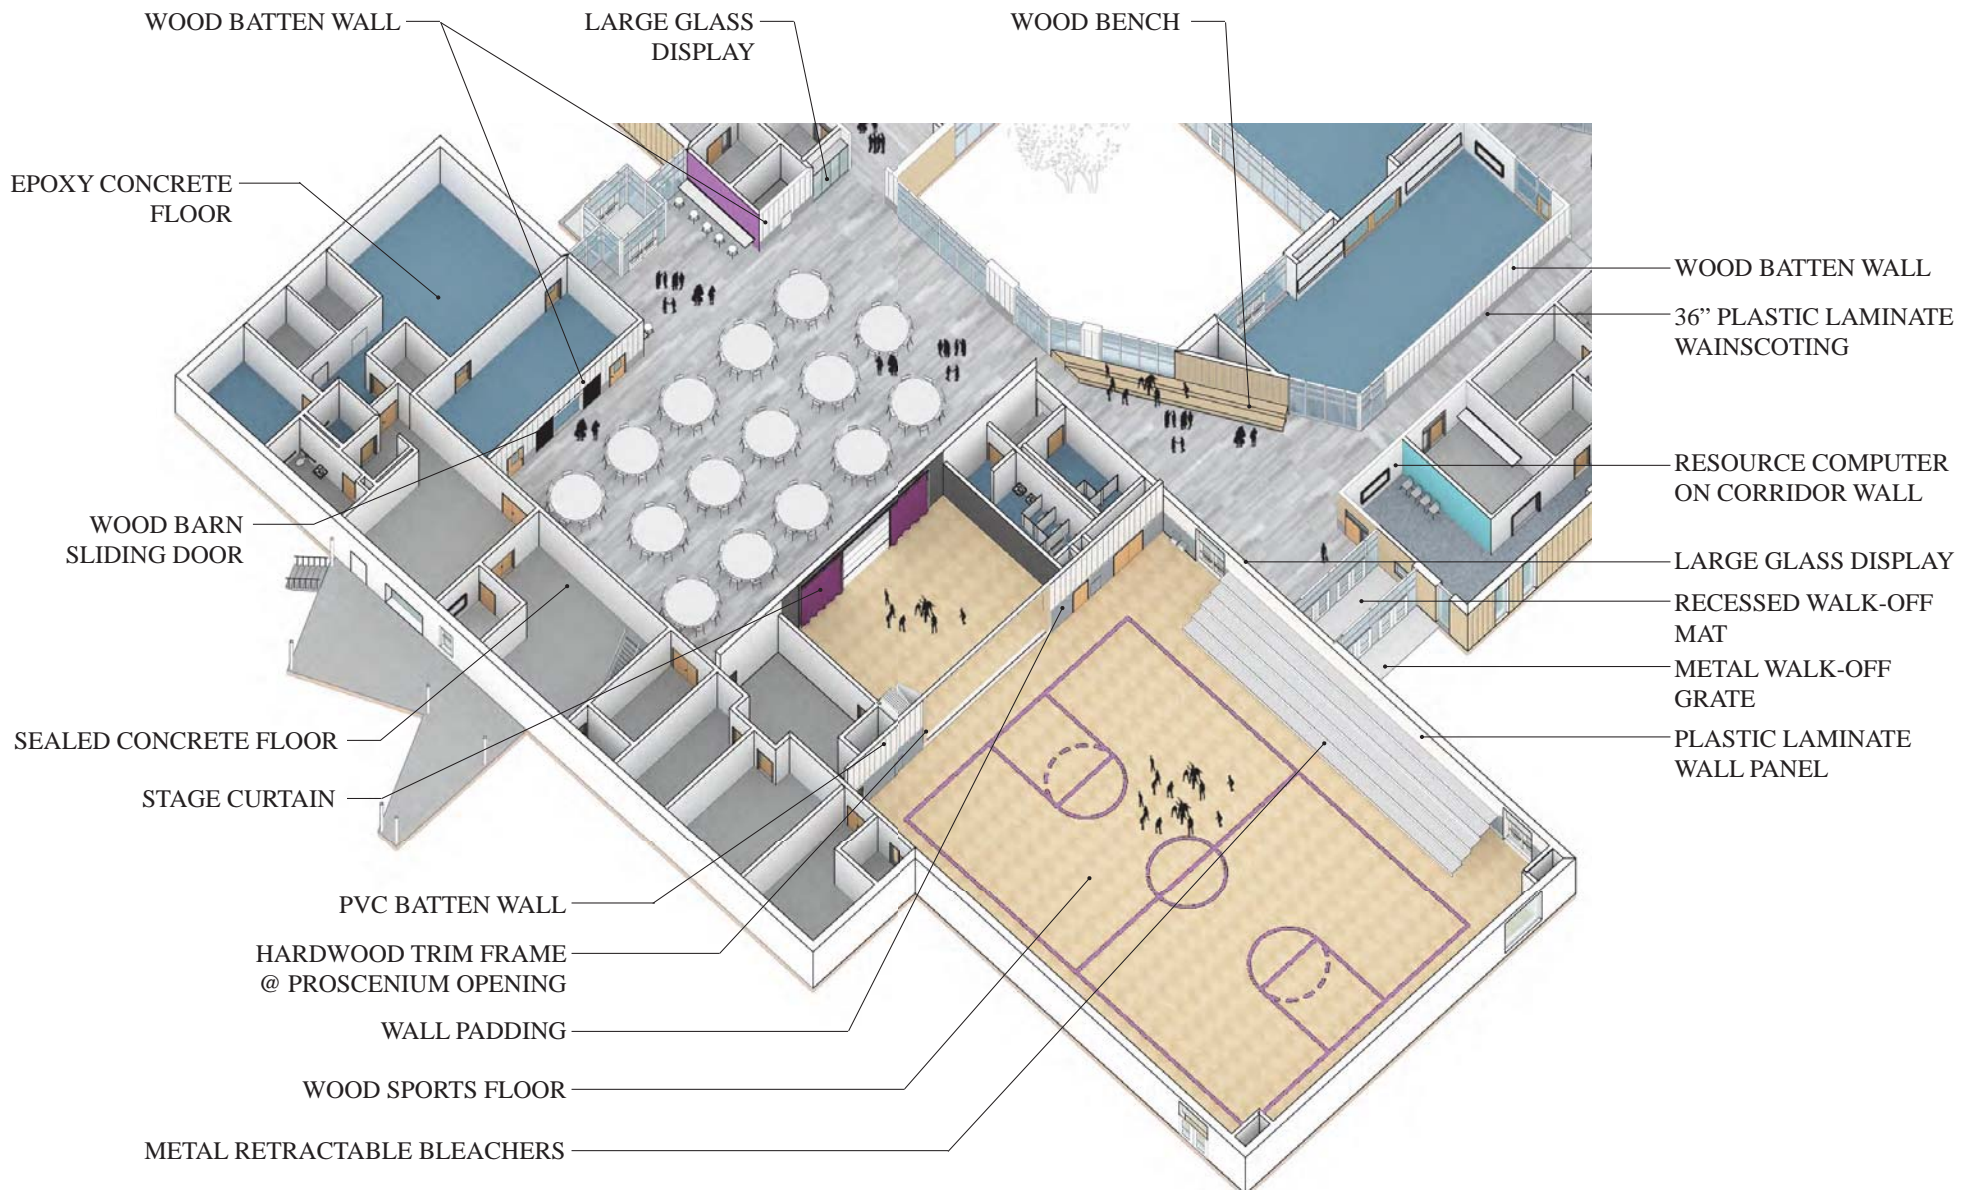 WOOD BATTEN WALL
LARGE GLASS
DISPLAY
WOOD BENCH
EPOXY CONCRETE
FLOOR
WOOD BARN
SLIDING DOOR
SEALED CONCRETE FLOOR
STAGE CURTAIN
PVC BATTEN WALL
HARDWOOD TRIM FRAME
@ PROSCENIUM OPENING
WALL PADDING
WOOD SPORTS FLOOR
METAL RETRACTABLE BLEACHERS
WOOD BATTEN WALL
36” PLASTIC LAMINATE
WAINSCOTING
RESOURCE COMPUTER
ON CORRIDOR WALL
LARGE GLASS DISPLAY
RECESSED WALK-OFF
MAT
METAL WALK-OFF
GRATE
PLASTIC LAMINATE
WALL PANEL